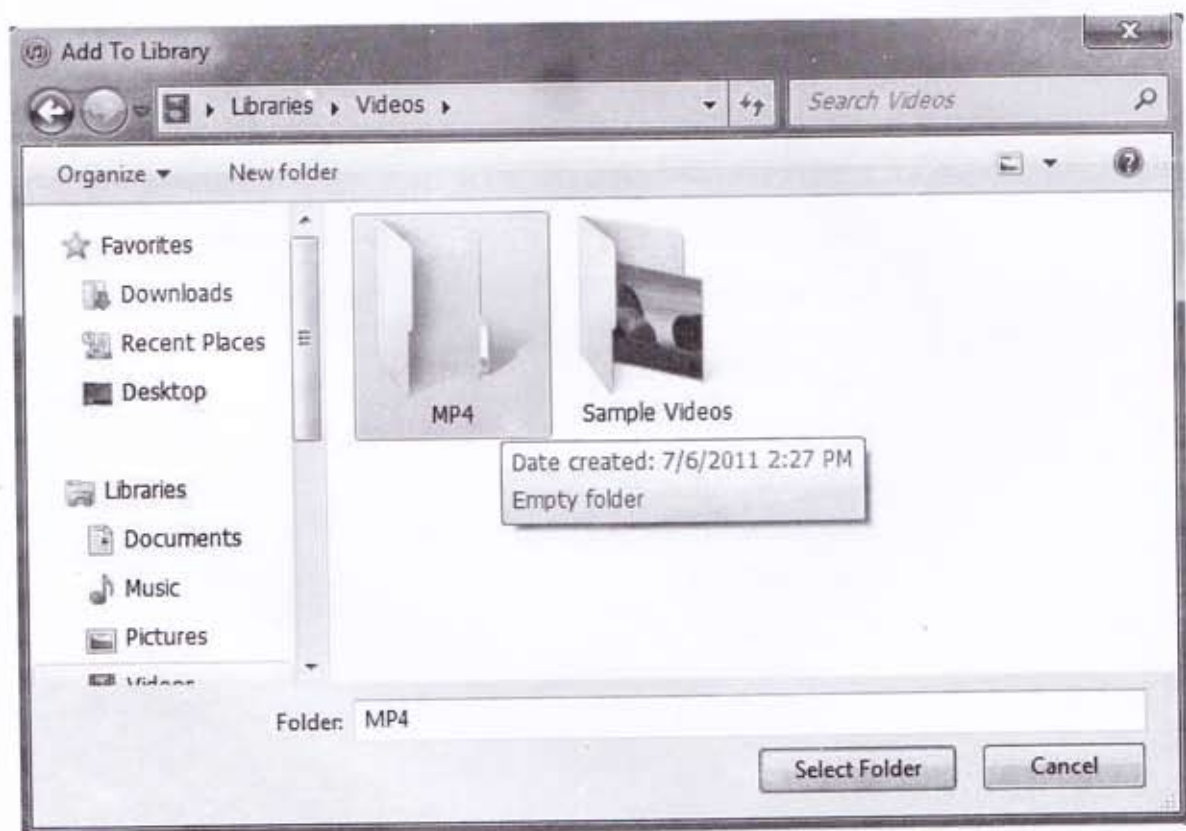 Add To Library
Libraries Videos
Search Videos
Organize
New folder
Favorites
Downloads
Recent Places
Desktop
Libraries
Documents
Music
Pictures
Videos
MP4
Sample Videos
Date created: 7/6/2011 2:27 PM
Empty folder
Folder: MP4
Select Folder
Cancel